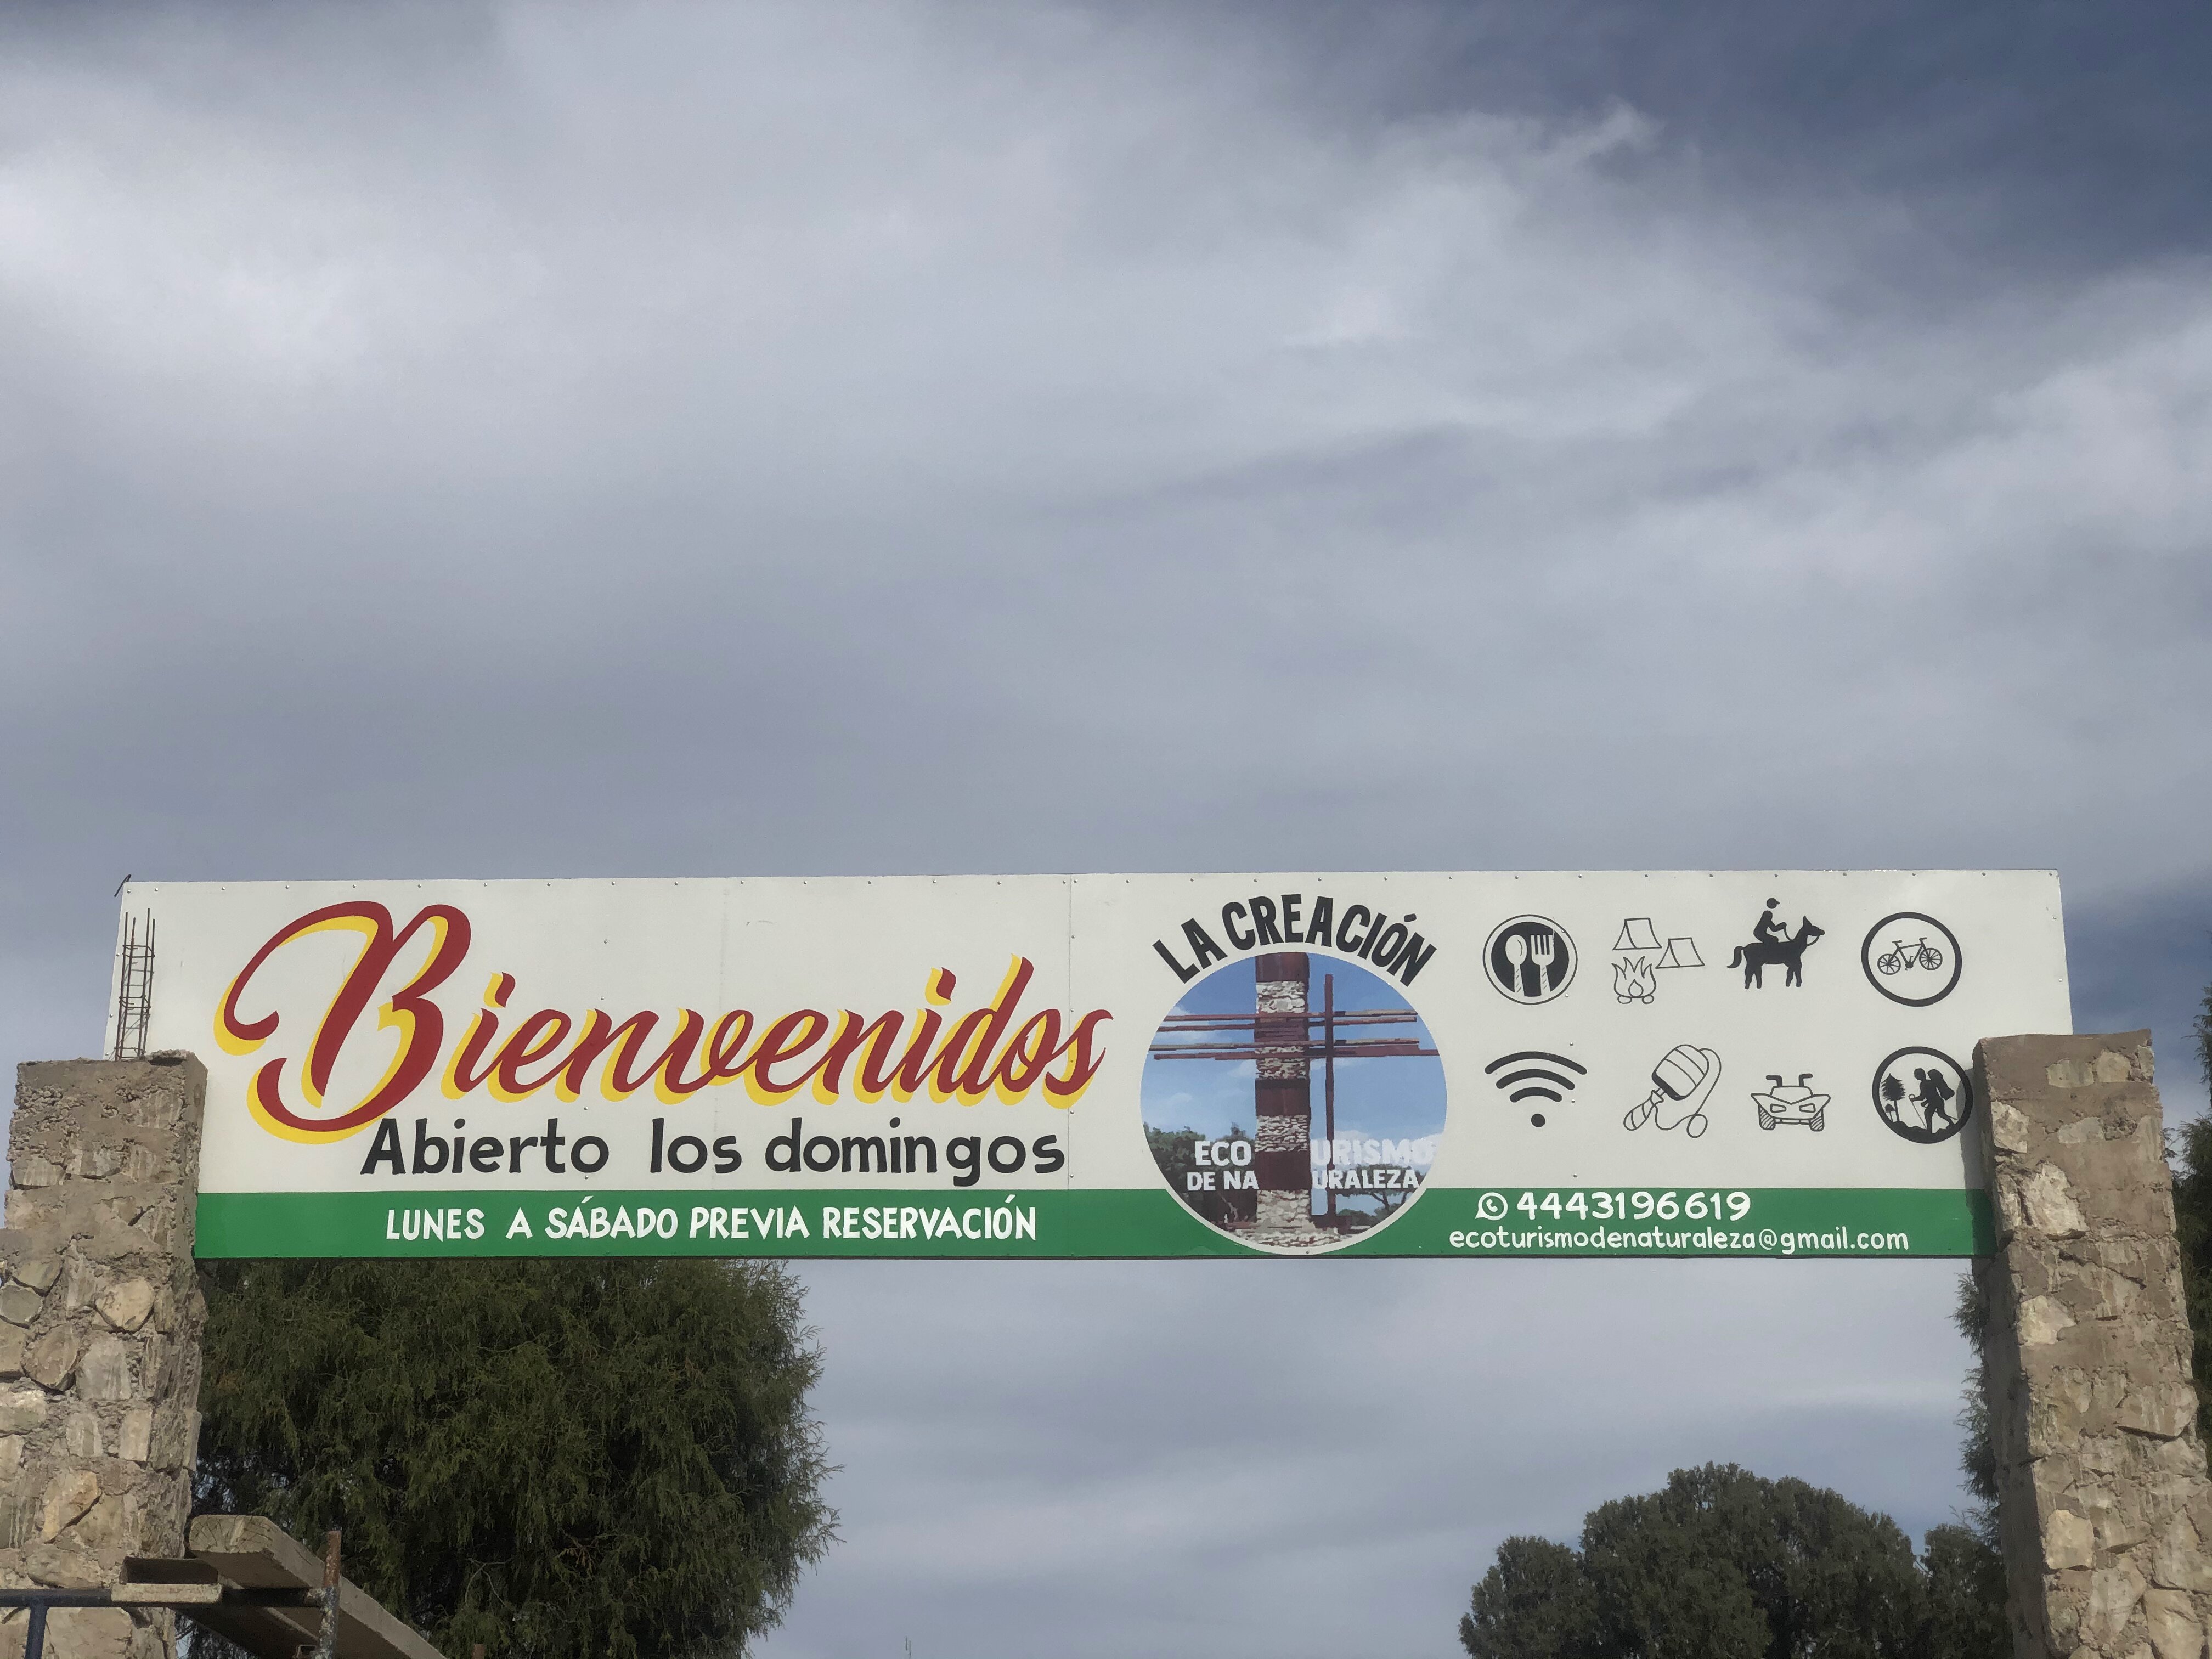 Bienvenidos
Abierto los domingos
LUNES A SÁBADO PREVIA RESERVACIÓN
LA CREACIÓN
ECO URISMO
DE NA URALEZA
4443196619
ecoturismodenaturaleza@gmail.com